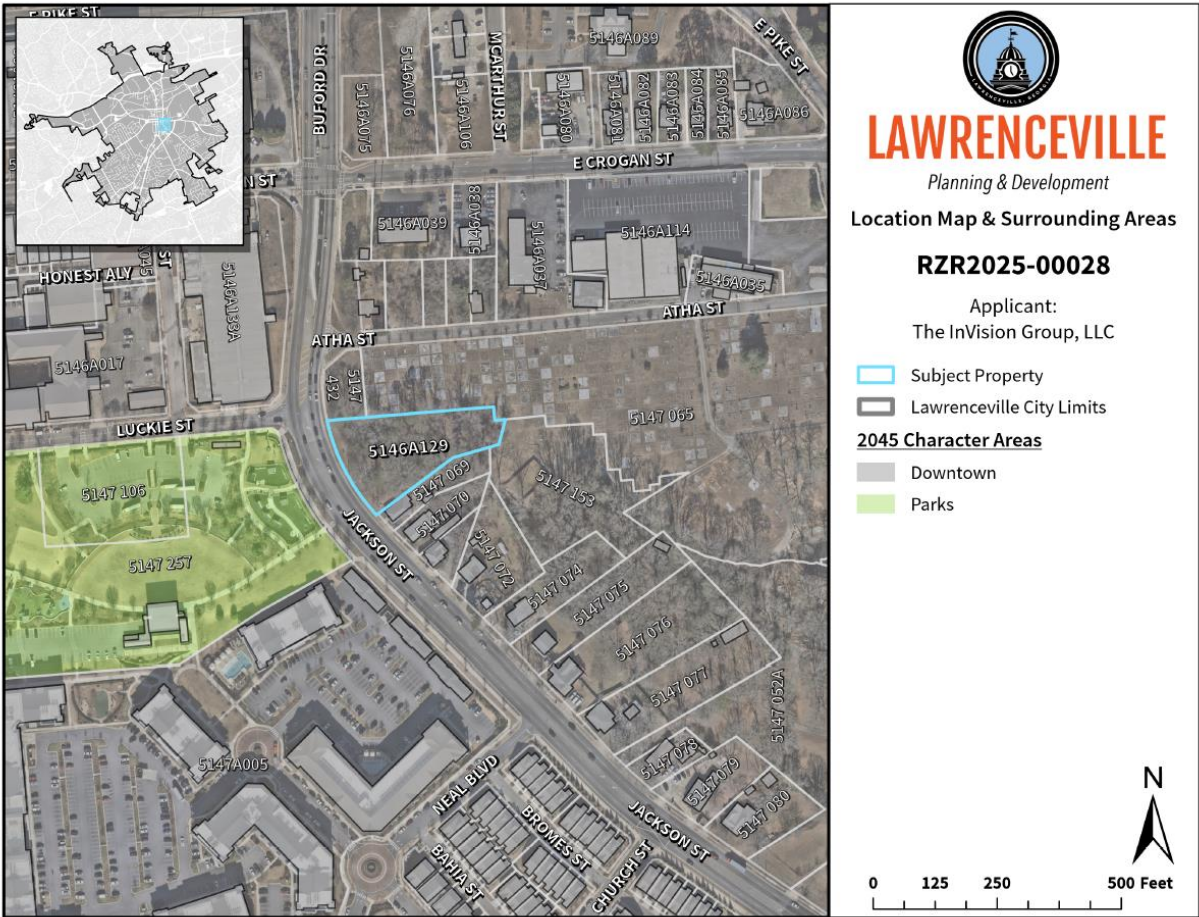 E PIKE ST
BUFORD DR
5146A075
5146A076
5146A106
MCARTHUR ST
5146A089
E PIKE ST
5146A080
5146A081
5146A082
5146A083
5146A084
5146A085
5146A086
E CROGAN ST
N ST
5146A039
5146A038
5146A037
5146A114
5146A035
HONEST ALY
A045
ST
5146A133A
5146A017
ATHA ST
ATHA ST
5147
432
5147 065
LUCKIE ST
5146A129
5147 069
5147 070
5147 153
5147 106
5147 257
JACKSON ST
5147 072
5147 074
5147 075
5147 076
5147 077
5147 052A
5147 078
5147 079
5147 080
5147A005
NEAL BLVD
BROMES ST
BAHIA ST
CHURCH ST
JACKSON ST
LAWRENCEVILLE, GEORGIA
LAWRENCEVILLE
Planning & Development
Location Map & Surrounding Areas
RZR2025-00028
Applicant:
The InVision Group, LLC
Subject Property
Lawrenceville City Limits
2045 Character Areas
Downtown
Parks
N
0 125 250 500 Feet